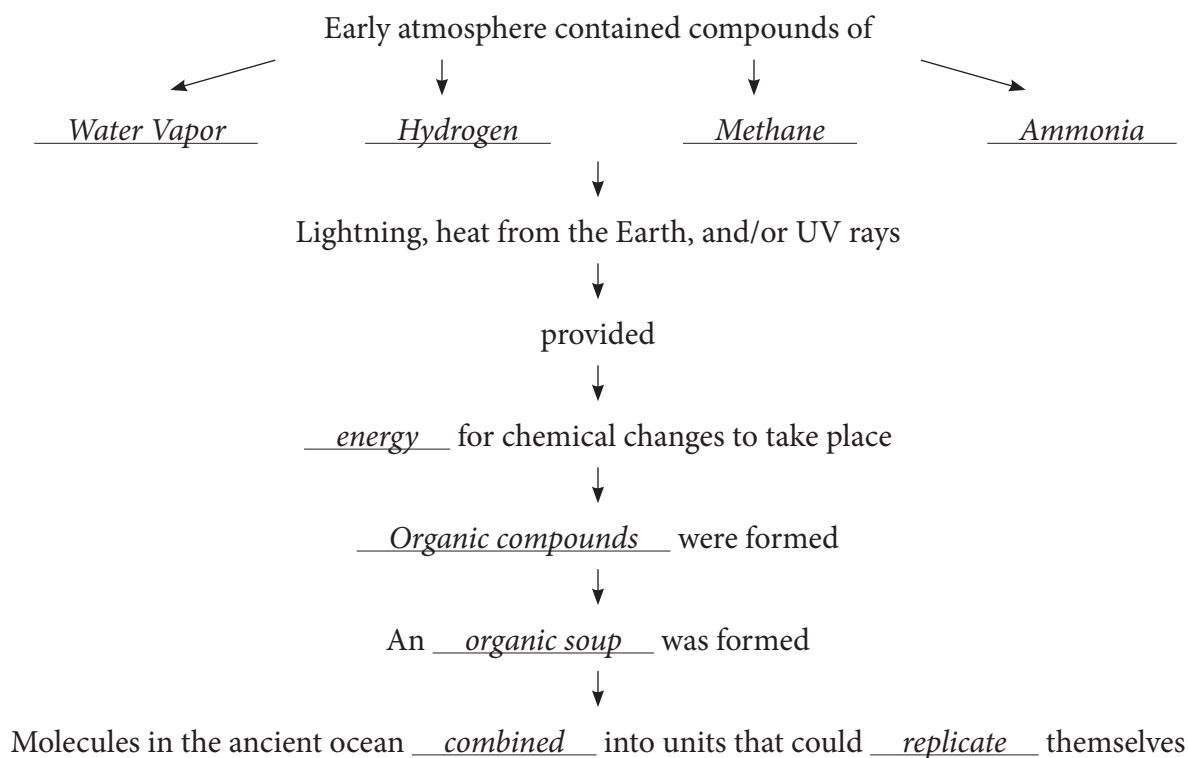 Early atmosphere contained compounds of
Water Vapor Hydrogen Methane Ammonia
Lightning, heat from the Earth, and/or UV rays
provided
energy for chemical changes to take place
Organic compounds were formed
An organic soup was formed
Molecules in the ancient ocean combined into units that could replicate themselves